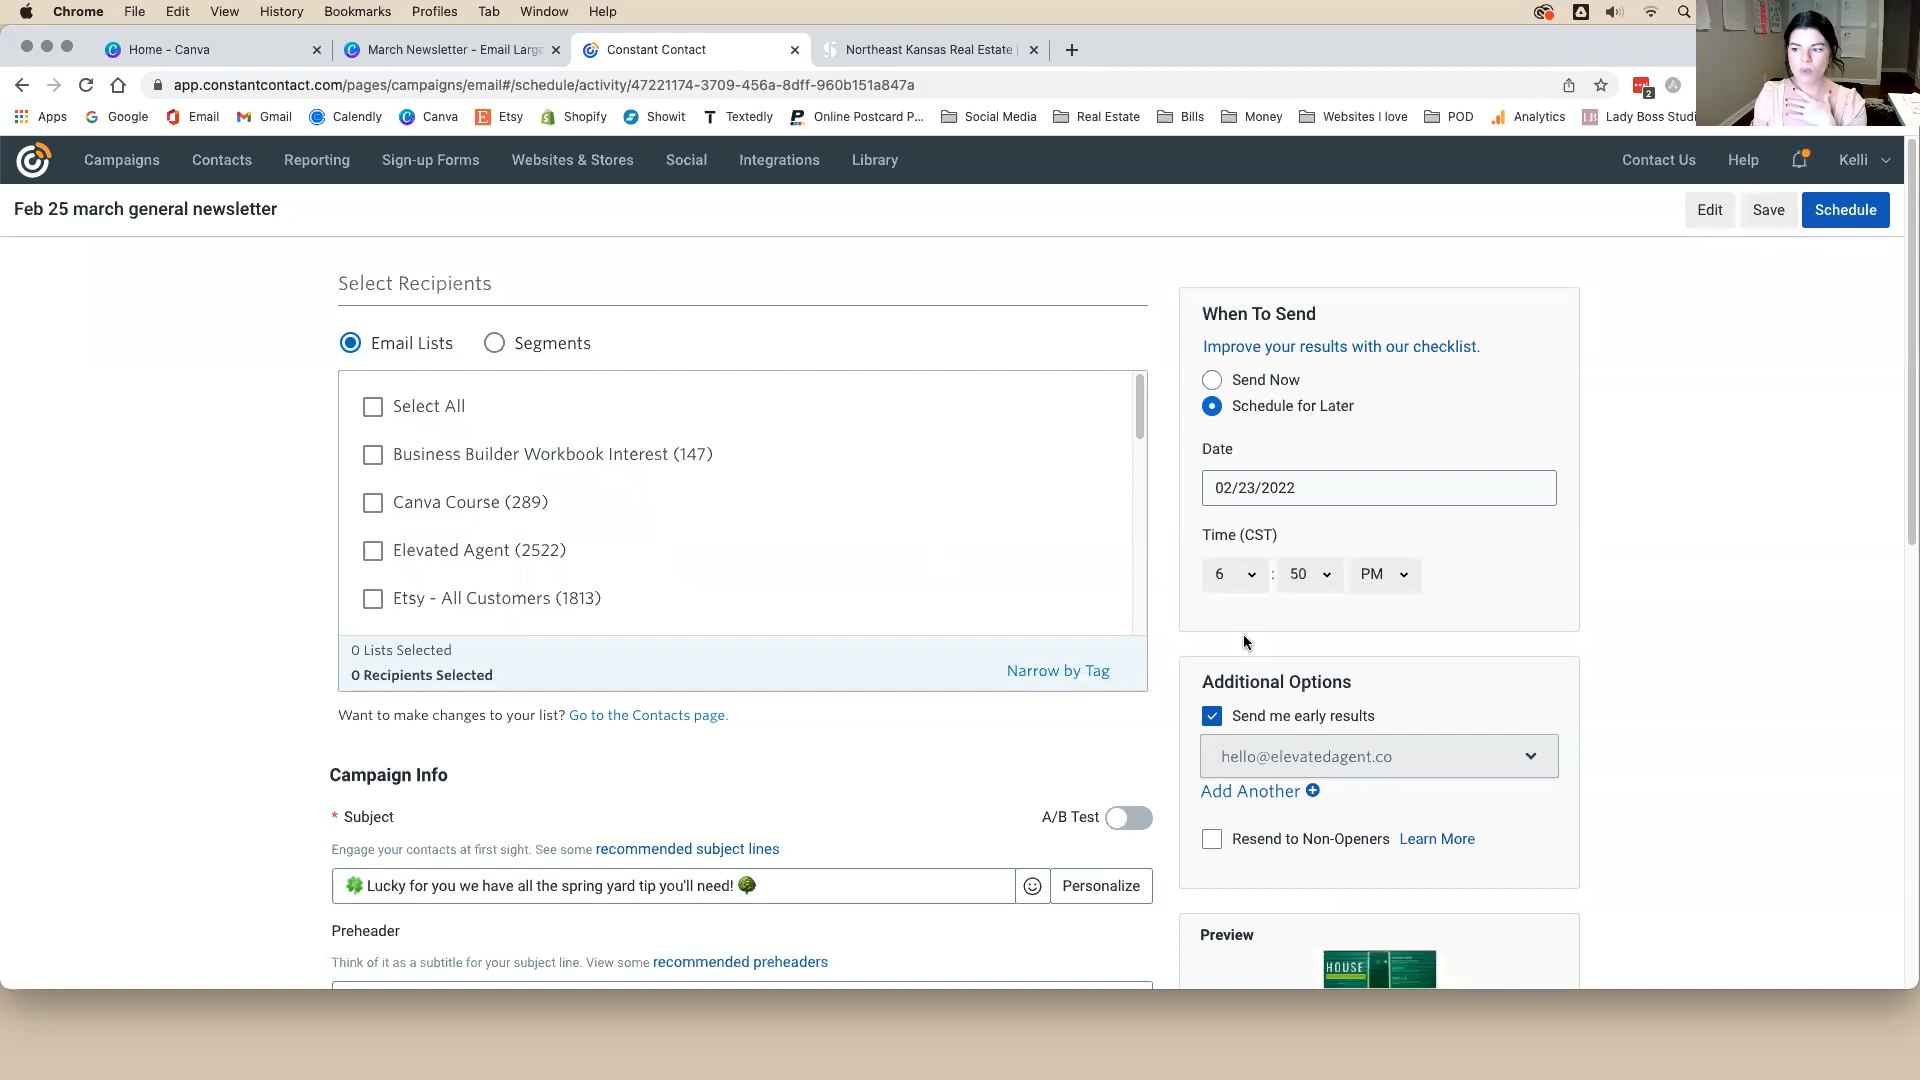 Chrome File Edit View History Bookmarks Profiles Tab Window Help
Home - Canva
March Newsletter - Email Large
Constant Contact
Northeast Kansas Real Estate |
app.constantcontact.com/pages/campaigns/email#/schedule/activity/47221174-3709-456a-8dff-960b151a847a
2
Apps Google Email Gmail Calendly Canva Etsy Shopify Showit Textedly Online Postcard P... Social Media Real Estate Bills Money Websites I love POD Analytics Lady Boss Studi
Campaigns Contacts Reporting Sign-up Forms Websites & Stores Social Integrations Library Contact Us Help Kelli
Feb 25 march general newsletter
Edit Save Schedule
Select Recipients
Email Lists Segments
Select All
Business Builder Workbook Interest (147)
Canva Course (289)
Elevated Agent (2522)
Etsy - All Customers (1813)
0 Lists Selected
0 Recipients Selected
Narrow by Tag
Want to make changes to your list? Go to the Contacts page.
Campaign Info
* Subject
A/B Test
Engage your contacts at first sight. See some recommended subject lines
🍀 Lucky for you we have all the spring yard tip you'll need! 🌳
Personalize
Preheader
Think of it as a subtitle for your subject line. View some recommended preheaders
When To Send
Improve your results with our checklist.
Send Now
Schedule for Later
Date
02/23/2022
Time (CST)
6 : 50 PM
Additional Options
Send me early results
hello@elevatedagent.co
Add Another
Resend to Non-Openers Learn More
Preview
HOUSE